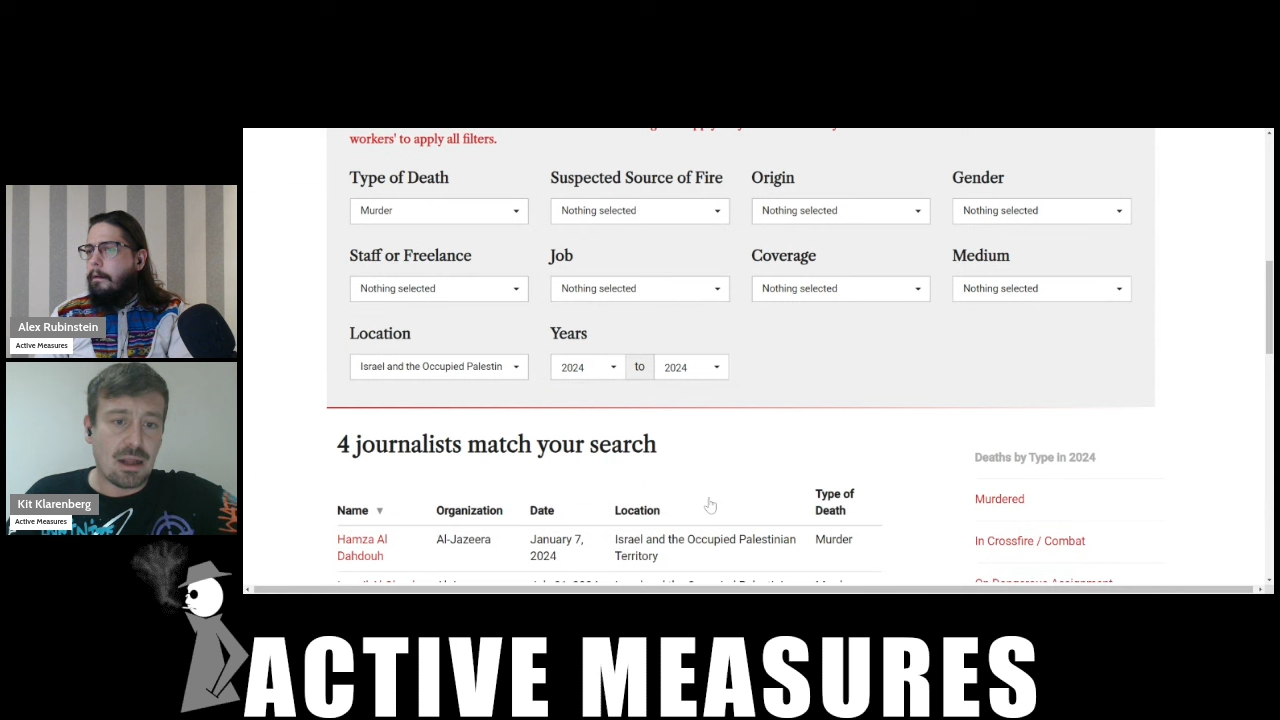 workers' to apply all filters.
Type of Death
Suspected Source of Fire
Origin
Gender
Murder
Nothing selected
Nothing selected
Nothing selected
Staff or Freelance
Job
Coverage
Medium
Nothing selected
Nothing selected
Nothing selected
Nothing selected
Location
Years
Israel and the Occupied Palestin
2024
to
2024
4 journalists match your search
Deaths by Type in 2024
Murdered
In Crossfire / Combat
On Dangerous Assignment
Name
Organization
Date
Location
Type of
Death
Hamza Al
Dahdouh
Al-Jazeera
January 7,
2024
Israel and the Occupied Palestinian
Territory
Murder
Alex Rubinstein
Active Measures
Kit Klarenberg
Active Measures
ACTIVE MEASURES